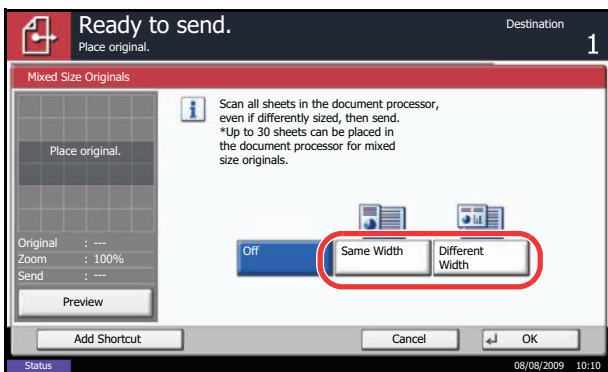 Ready to send.
Destination
Place original.
1
Mixed Size Originals
Place original.
i
Scan all sheets in the document processor,
even if differently sized, then send.
*Up to 30 sheets can be placed in
the document processor for mixed
size originals.
Off
Same Width
Different
Width
Original : ---
Zoom : 100%
Send : ---
Preview
Add Shortcut
Cancel
OK
Status
08/08/2009 10:10